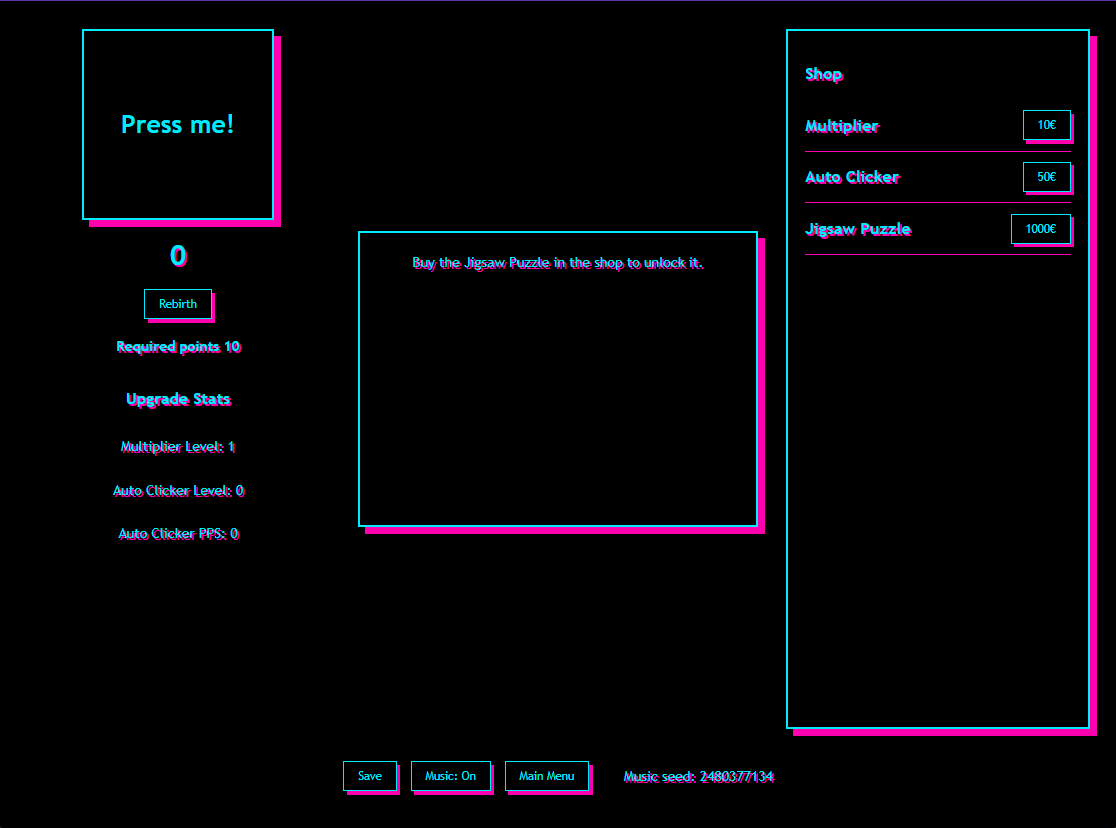 Press me!
0
Rebirth
Required points 10
Upgrade Stats
Multiplier Level: 1
Auto Clicker Level: 0
Auto Clicker PPS: 0
Buy the Jigsaw Puzzle in the shop to unlock it.
Shop
Multiplier 10€
Auto Clicker 50€
Jigsaw Puzzle 1000€
Save Music: On Main Menu Music seed: 2480377134